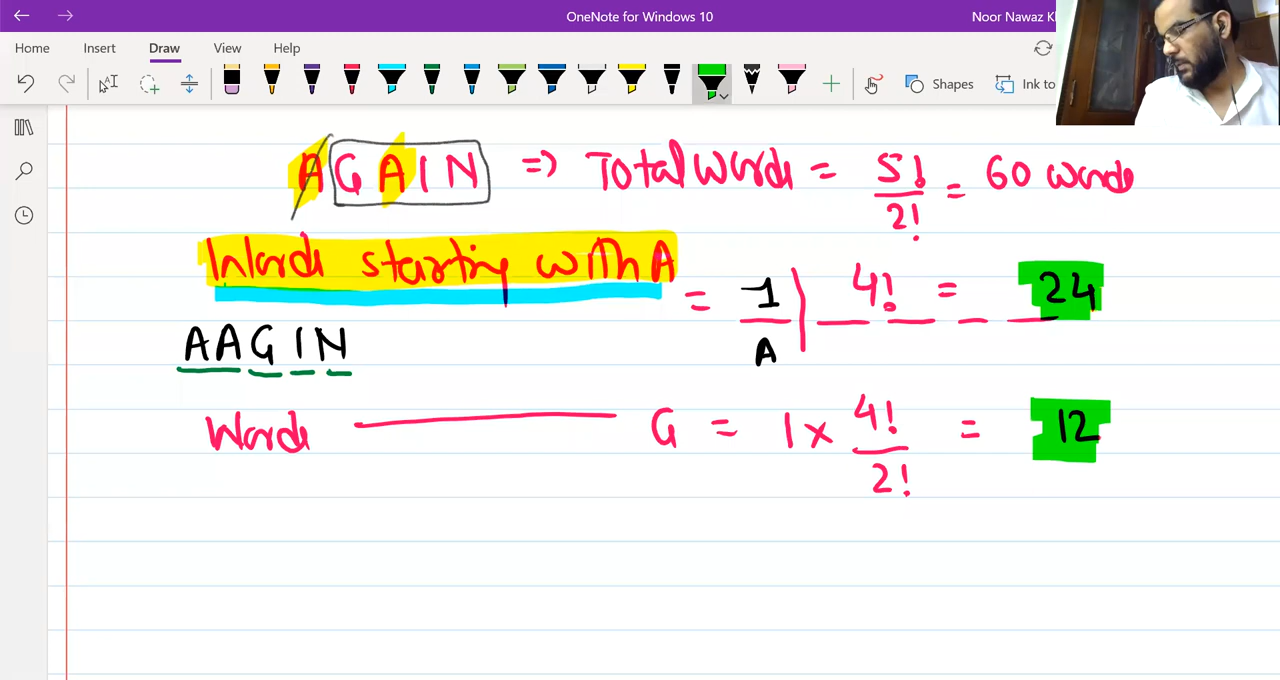 OneNote for Windows 10
Noor Nawaz Kh
Home Insert Draw View Help
Shapes Ink to
AGAIN => Total Words = 5!/2! = 60 words
Words starting with A = 1 | 4! = 24
A
AAGIN
Words ———— G = 1 x 4!/2! = 12